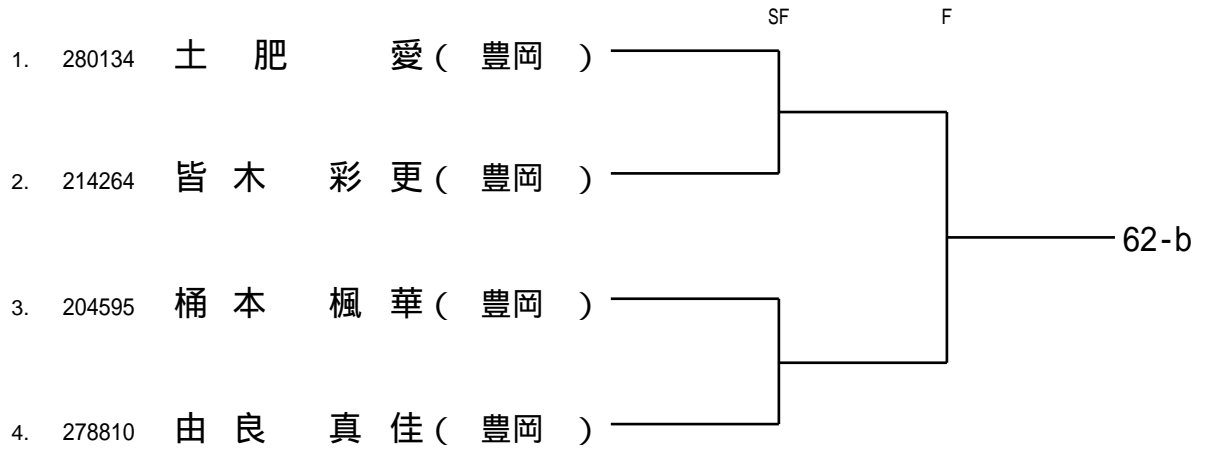 SF F
1. 280134 土 肥 愛 ( 豊岡 )
2. 214264 皆 木 彩 更 ( 豊岡 )
62-b
3. 204595 桶 本 楓 華 ( 豊岡 )
4. 278810 由 良 真 佳 ( 豊岡 )